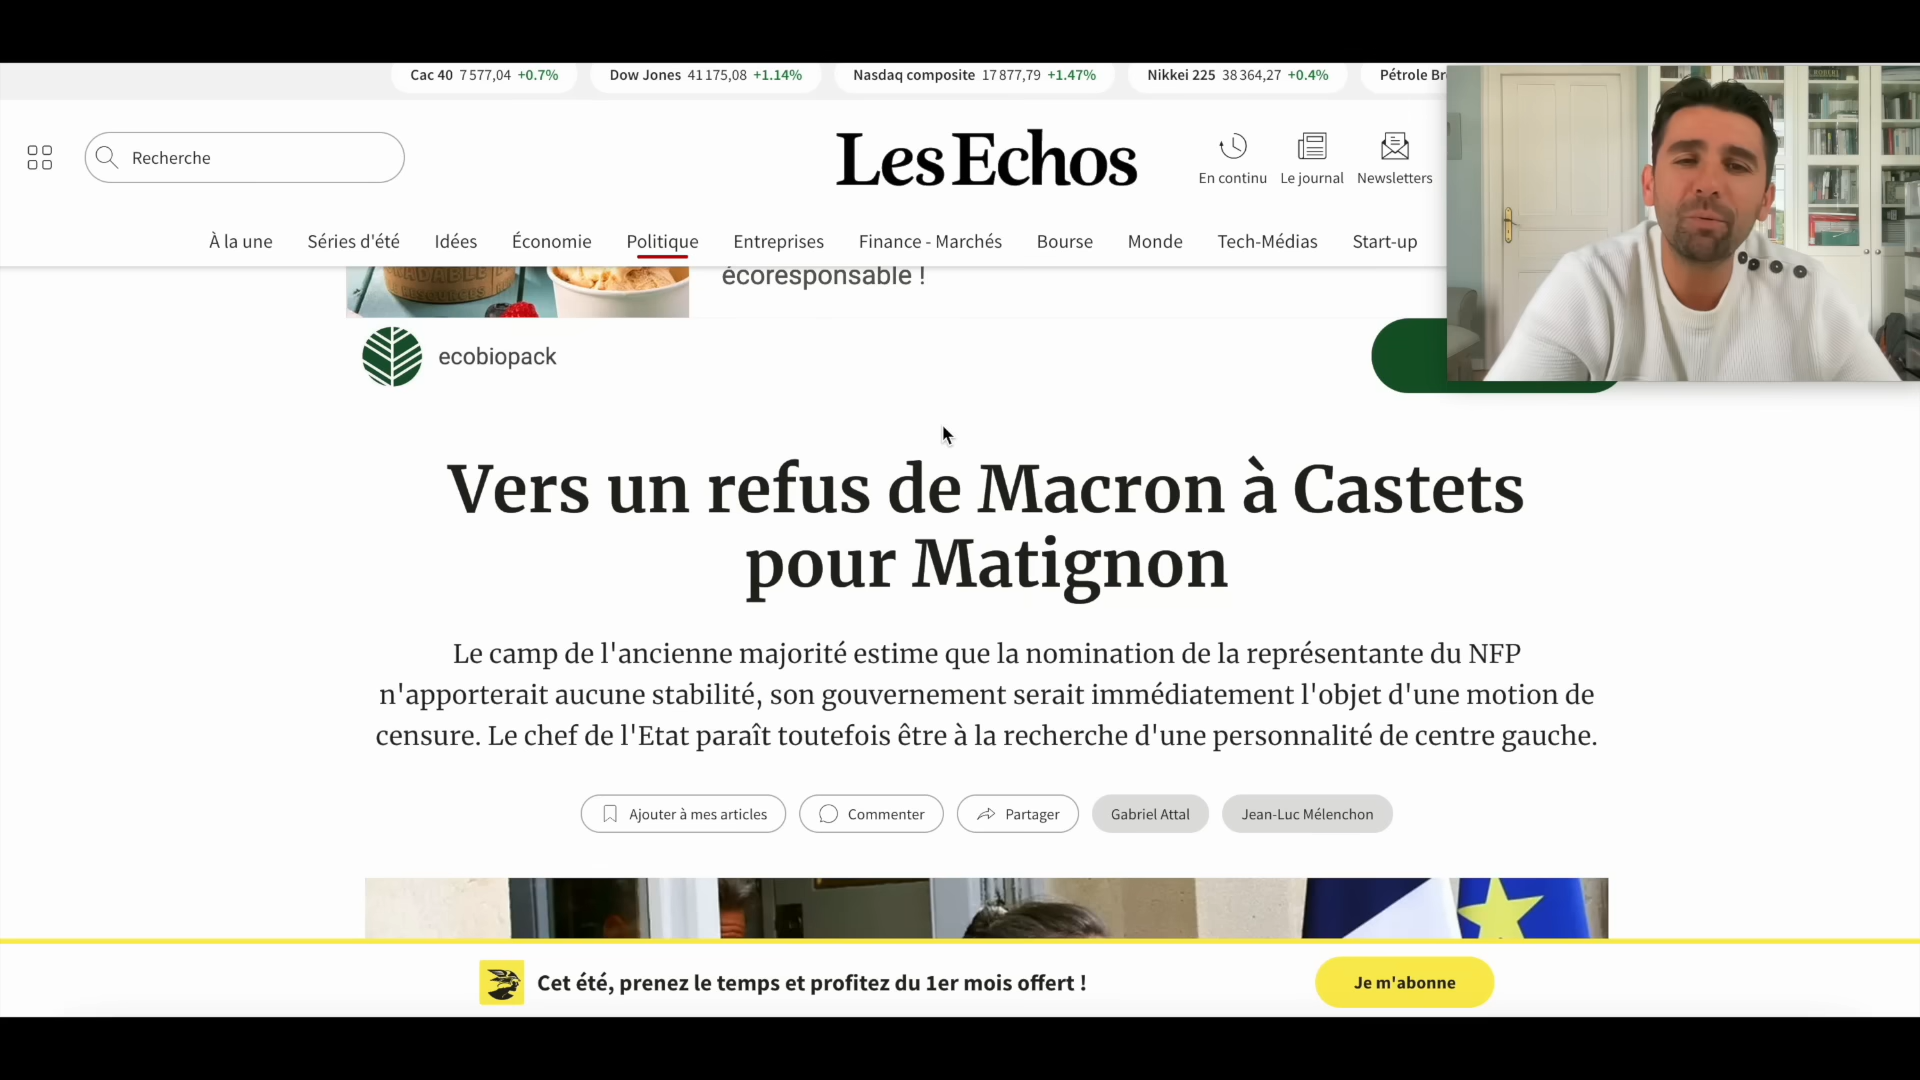 Cac 40 7 577,04 +0.7% Dow Jones 41 175,08 +1.14% Nasdaq composite 17 877,79 +1.47% Nikkei 225 38 364,27 +0.4% Pétrole
Recherche
Les Echos
En continu Le journal Newsletters
À la une Séries d'été Idées Économie Politique Entreprises Finance - Marchés Bourse Monde Tech-Médias Start-up
écoresponsable !
ecobiopack
Vers un refus de Macron à Castets
pour Matignon
Le camp de l'ancienne majorité estime que la nomination de la représentante du NFP
n'apporterait aucune stabilité, son gouvernement serait immédiatement l'objet d'une motion de
censure. Le chef de l'Etat paraît toutefois être à la recherche d'une personnalité de centre gauche.
Ajouter à mes articles Commenter Partager Gabriel Attal Jean-Luc Mélenchon
Cet été, prenez le temps et profitez du 1er mois offert !
Je m'abonne